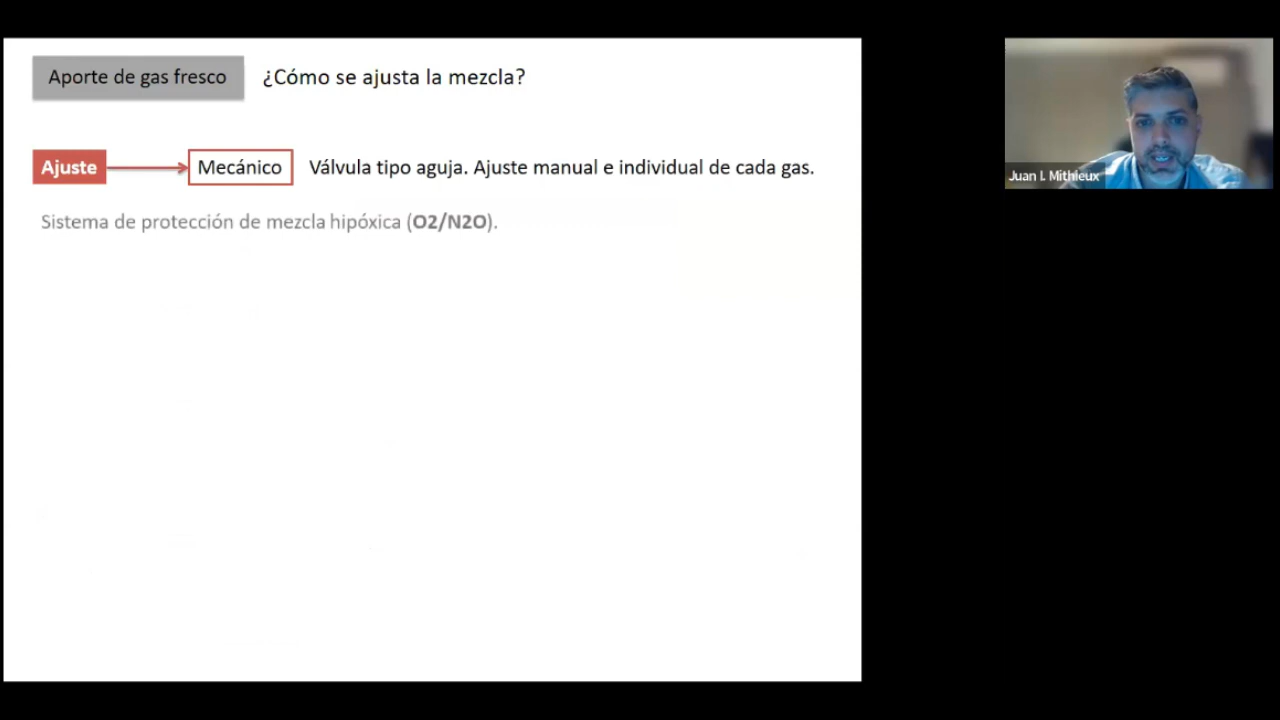 Aporte de gas fresco ¿Cómo se ajusta la mezcla?
Ajuste Mecánico Válvula tipo aguja. Ajuste manual e individual de cada gas.
Sistema de protección de mezcla hipóxica (O2/N2O).
Juan I. Mithieux